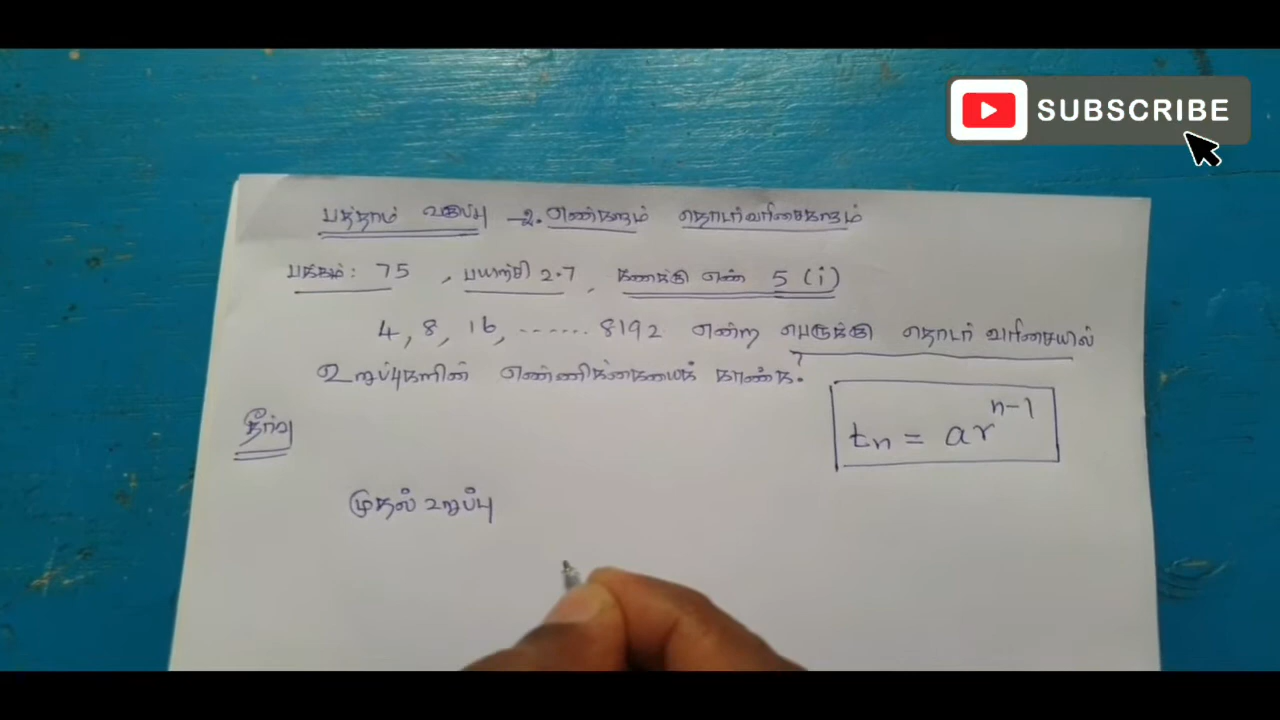 SUBSCRIBE
பத்தாம் வகுப்பு - 2. எண்களும் தொடர்வரிசைகளும்
பக்கம்: 75 , பயிற்சி 2.7 , கணக்கு எண் 5 (i)
4, 8, 16, ------ 8192 என்ற பெருக்கு தொடர் வரிசையில்
உறுப்புகளின் எண்ணிக்கையைக் காண்க?
tn = ar^n-1
தீர்வு
முதல் உறுப்பு